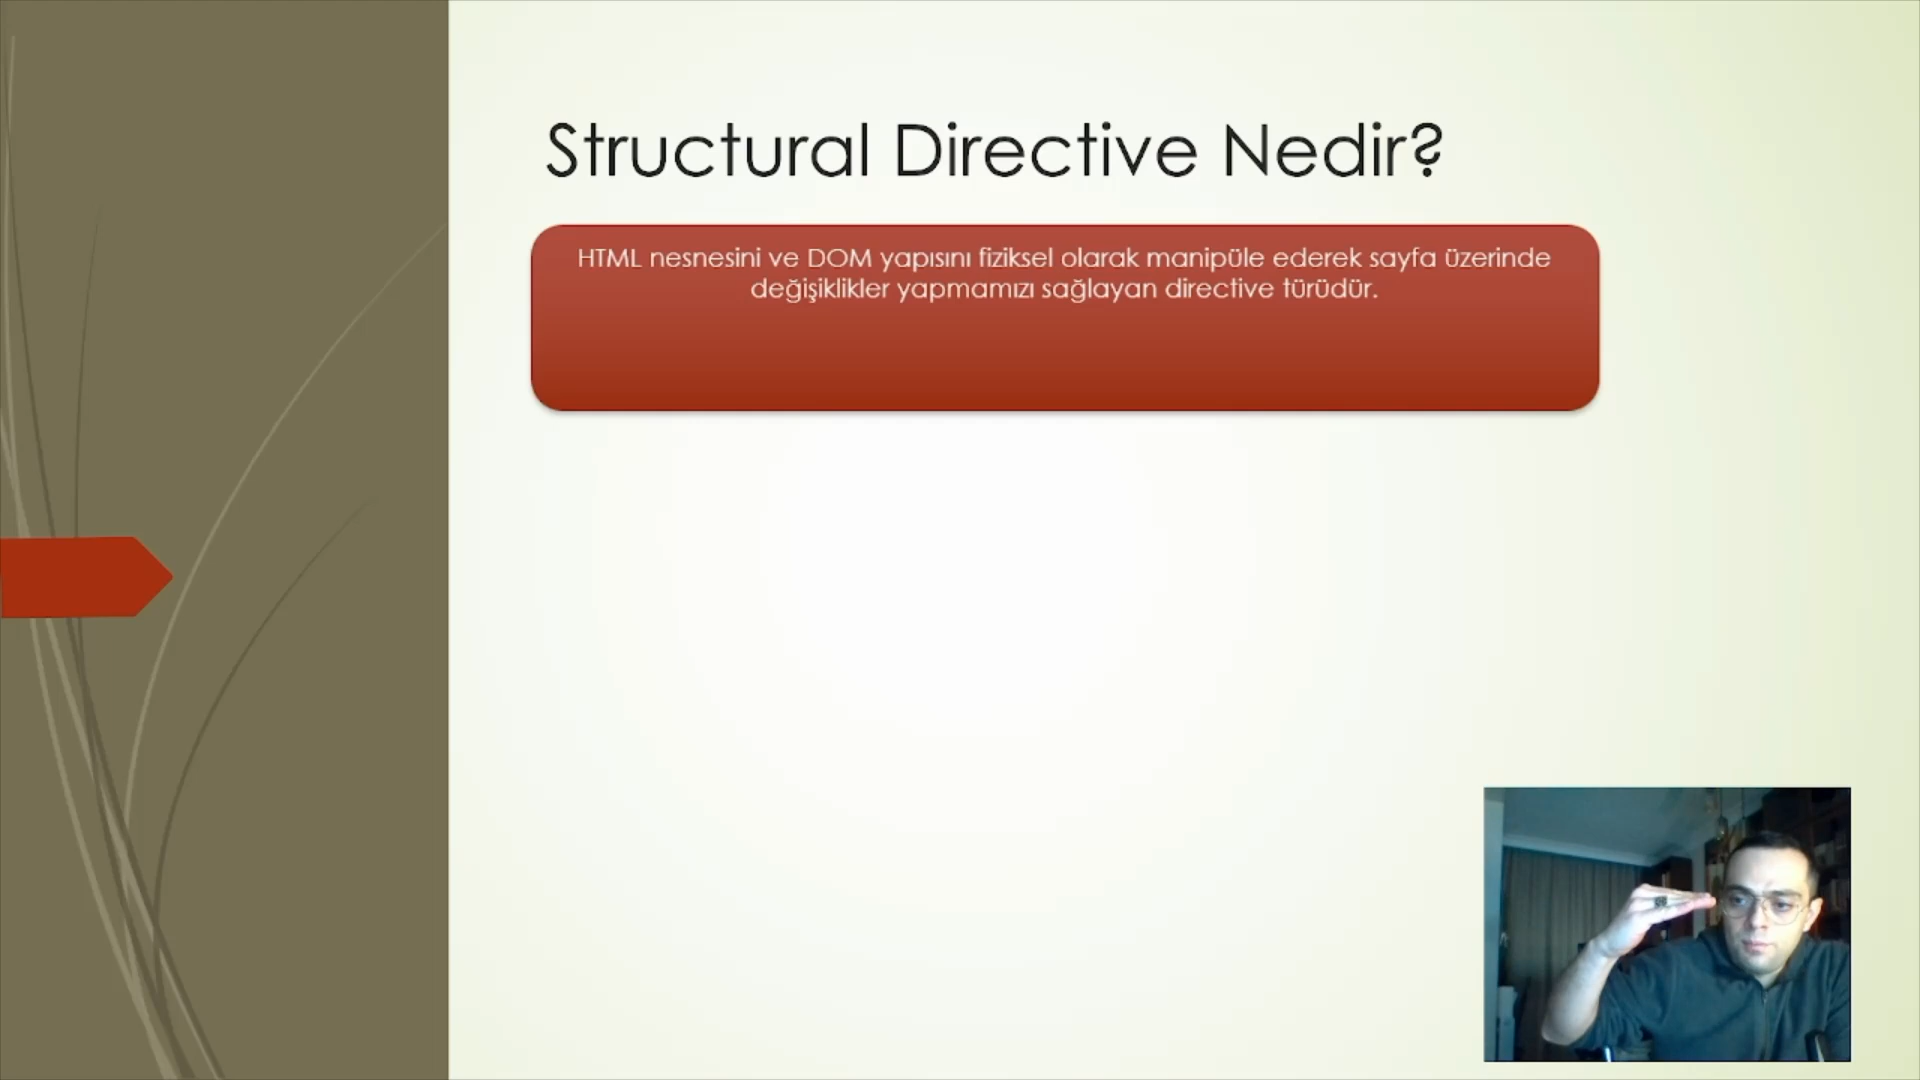 Structural Directive Nedir?
HTML nesnesini ve DOM yapısını fiziksel olarak manipüle ederek sayfa üzerinde
değişiklikler yapmamızı sağlayan directive türüdür.